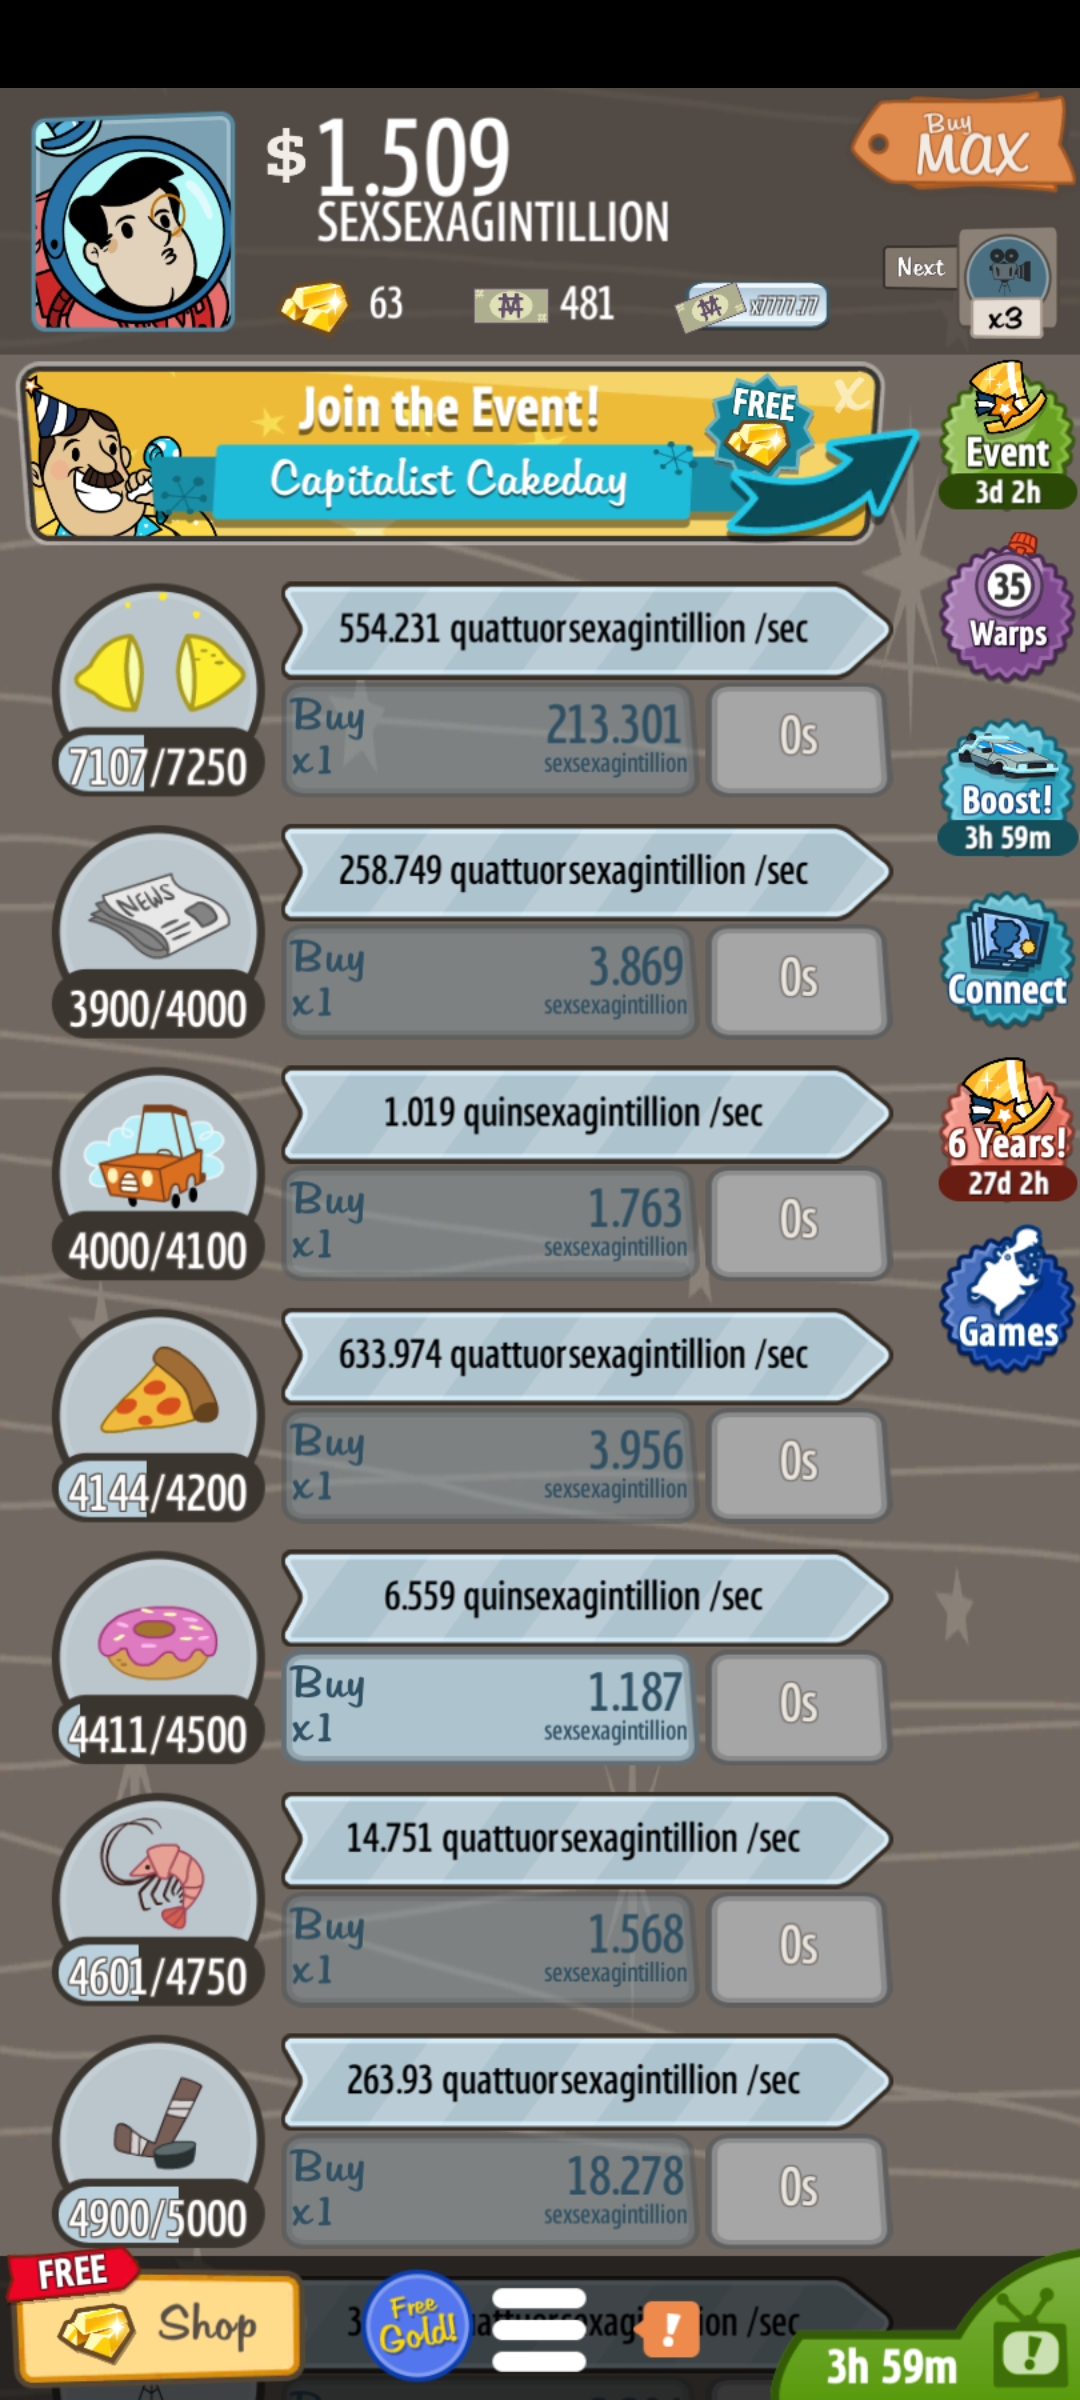 $1.509
SEXSEXAGINTILLION
Buy
MAX
63
481
x7777.77
Next
x3
Join the Event!
Capitalist Cakeday
FREE
X
Event
3d 2h
554.231 quattuorsexagintillion /sec
Buy
x1
213.301
sexsexagintillion
0s
7107/7250
35
Warps
Boost!
3h 59m
NEWS
258.749 quattuorsexagintillion /sec
Buy
x1
3.869
sexsexagintillion
0s
3900/4000
Connect
1.019 quinsexagintillion /sec
Buy
x1
1.763
sexsexagintillion
0s
4000/4100
6 Years!
27d 2h
633.974 quattuorsexagintillion /sec
Buy
x1
3.956
sexsexagintillion
0s
4144/4200
Games
6.559 quinsexagintillion /sec
Buy
x1
1.187
sexsexagintillion
0s
4411/4500
14.751 quattuorsexagintillion /sec
Buy
x1
1.568
sexsexagintillion
0s
4601/4750
263.93 quattuorsexagintillion /sec
Buy
x1
18.278
sexsexagintillion
0s
4900/5000
FREE
Shop
Free
Gold!
!
/sec
3h 59m
!